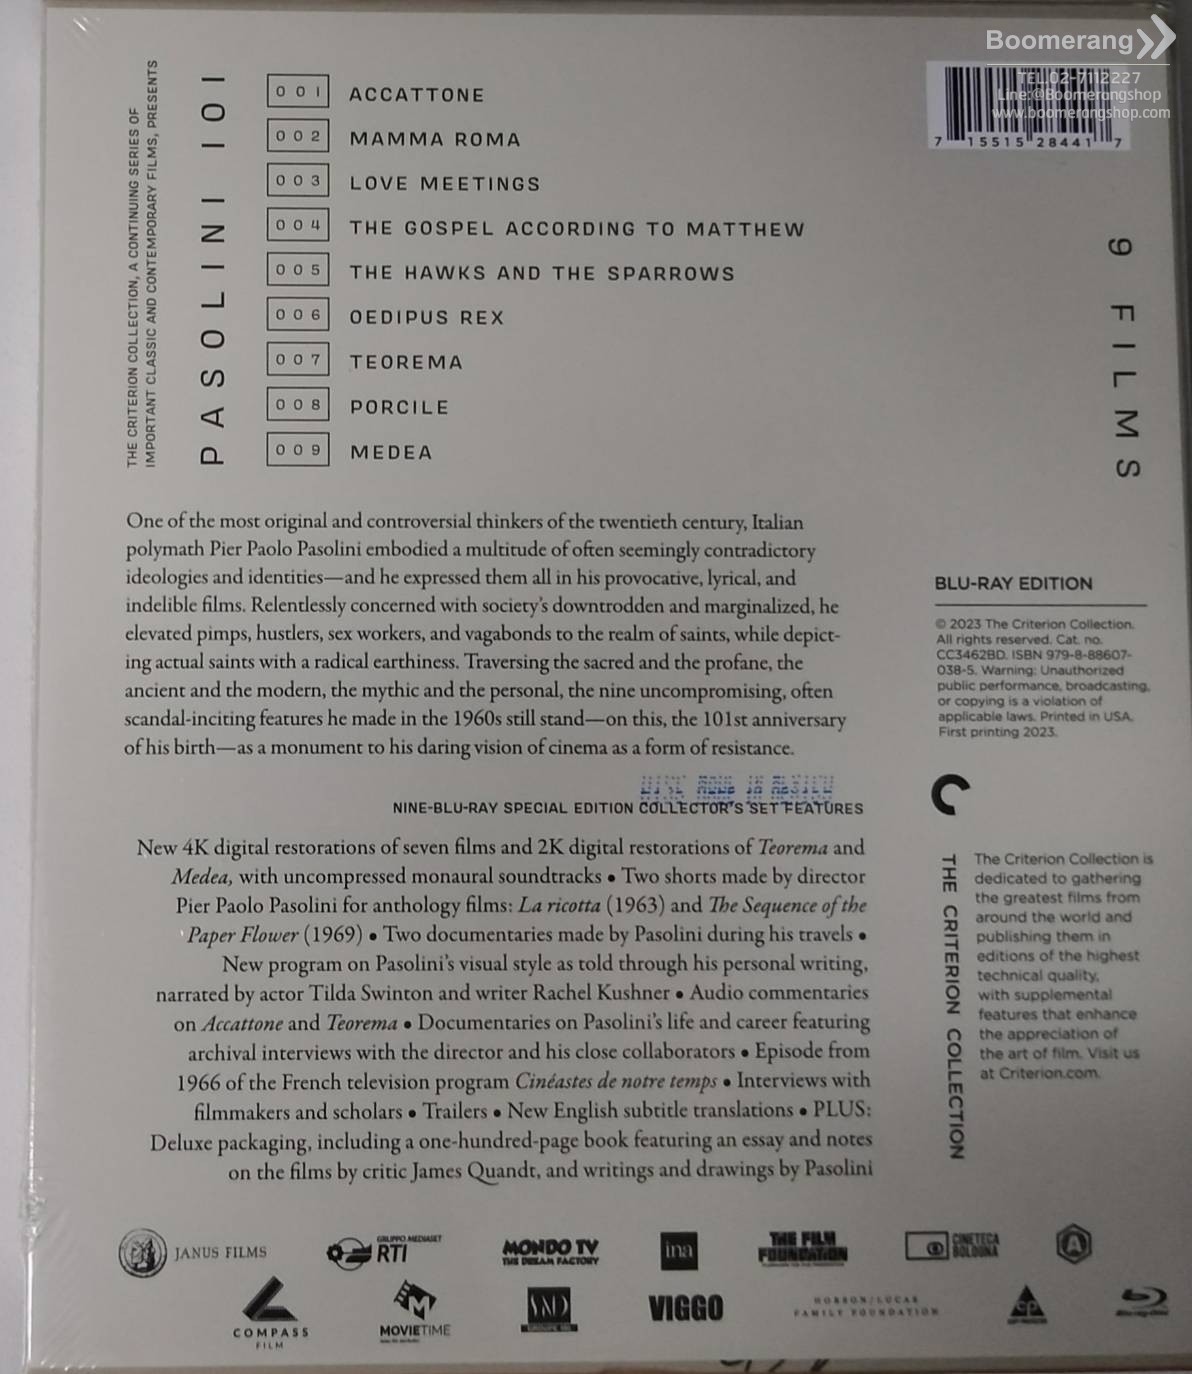 Boomerang
TEL.02-7112227
Line:@Boomerangshop
www.boomerangshop.com
7 15515 28441 7
THE CRITERION COLLECTION, A CONTINUING SERIES OF
IMPORTANT CLASSIC AND CONTEMPORARY FILMS, PRESENTS
PASOLINI 101
001 ACCATTONE
002 MAMMA ROMA
003 LOVE MEETINGS
004 THE GOSPEL ACCORDING TO MATTHEW
005 THE HAWKS AND THE SPARROWS
006 OEDIPUS REX
007 TEOREMA
008 PORCILE
009 MEDEA
9 FILMS
One of the most original and controversial thinkers of the twentieth century, Italian
polymath Pier Paolo Pasolini embodied a multitude of often seemingly contradictory
ideologies and identities—and he expressed them all in his provocative, lyrical, and
indelible films. Relentlessly concerned with society's downtrodden and marginalized, he
elevated pimps, hustlers, sex workers, and vagabonds to the realm of saints, while depict-
ing actual saints with a radical earthiness. Traversing the sacred and the profane, the
ancient and the modern, the mythic and the personal, the nine uncompromising, often
scandal-inciting features he made in the 1960s still stand—on this, the 101st anniversary
of his birth—as a monument to his daring vision of cinema as a form of resistance.
BLU-RAY EDITION
© 2023 The Criterion Collection.
All rights reserved. Cat. no.
CC3462BD. ISBN 979-8-88607-
038-5. Warning: Unauthorized
public performance, broadcasting,
or copying is a violation of
applicable laws. Printed in USA.
First printing 2023.
DISC MADE IN MEXICO
NINE-BLU-RAY SPECIAL EDITION COLLECTOR'S SET FEATURES
New 4K digital restorations of seven films and 2K digital restorations of Teorema and
Medea, with uncompressed monaural soundtracks • Two shorts made by director
Pier Paolo Pasolini for anthology films: La ricotta (1963) and The Sequence of the
Paper Flower (1969) • Two documentaries made by Pasolini during his travels •
New program on Pasolini's visual style as told through his personal writing,
narrated by actor Tilda Swinton and writer Rachel Kushner • Audio commentaries
on Accattone and Teorema • Documentaries on Pasolini's life and career featuring
archival interviews with the director and his close collaborators • Episode from
1966 of the French television program Cinéastes de notre temps • Interviews with
filmmakers and scholars • Trailers • New English subtitle translations • PLUS:
Deluxe packaging, including a one-hundred-page book featuring an essay and notes
on the films by critic James Quandt, and writings and drawings by Pasolini
THE CRITERION COLLECTION
The Criterion Collection is
dedicated to gathering
the greatest films from
around the world and
publishing them in
editions of the highest
technical quality,
with supplemental
features that enhance
the appreciation of
the art of film. Visit us
at Criterion.com.
JANUS FILMS
GRUPPO MEDIASET
RTI
MONDO TV
THE DREAM FACTORY
ina
THE FILM
FOUNDATION
CINETECA
BOLOGNA
A
COMPASS
FILM
MOVIETIME
SND
VIGGO
HOBSON/LUCAS
FAMILY FOUNDATION
cp
Blu-ray Disc